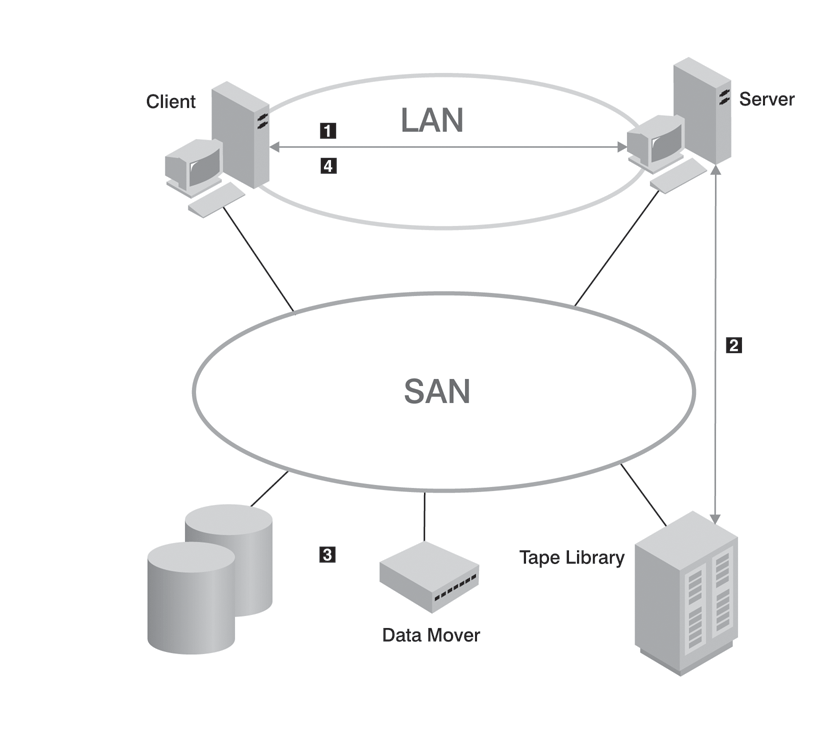 Client
LAN
Server
1
4
2
SAN
3
Tape Library
Data Mover